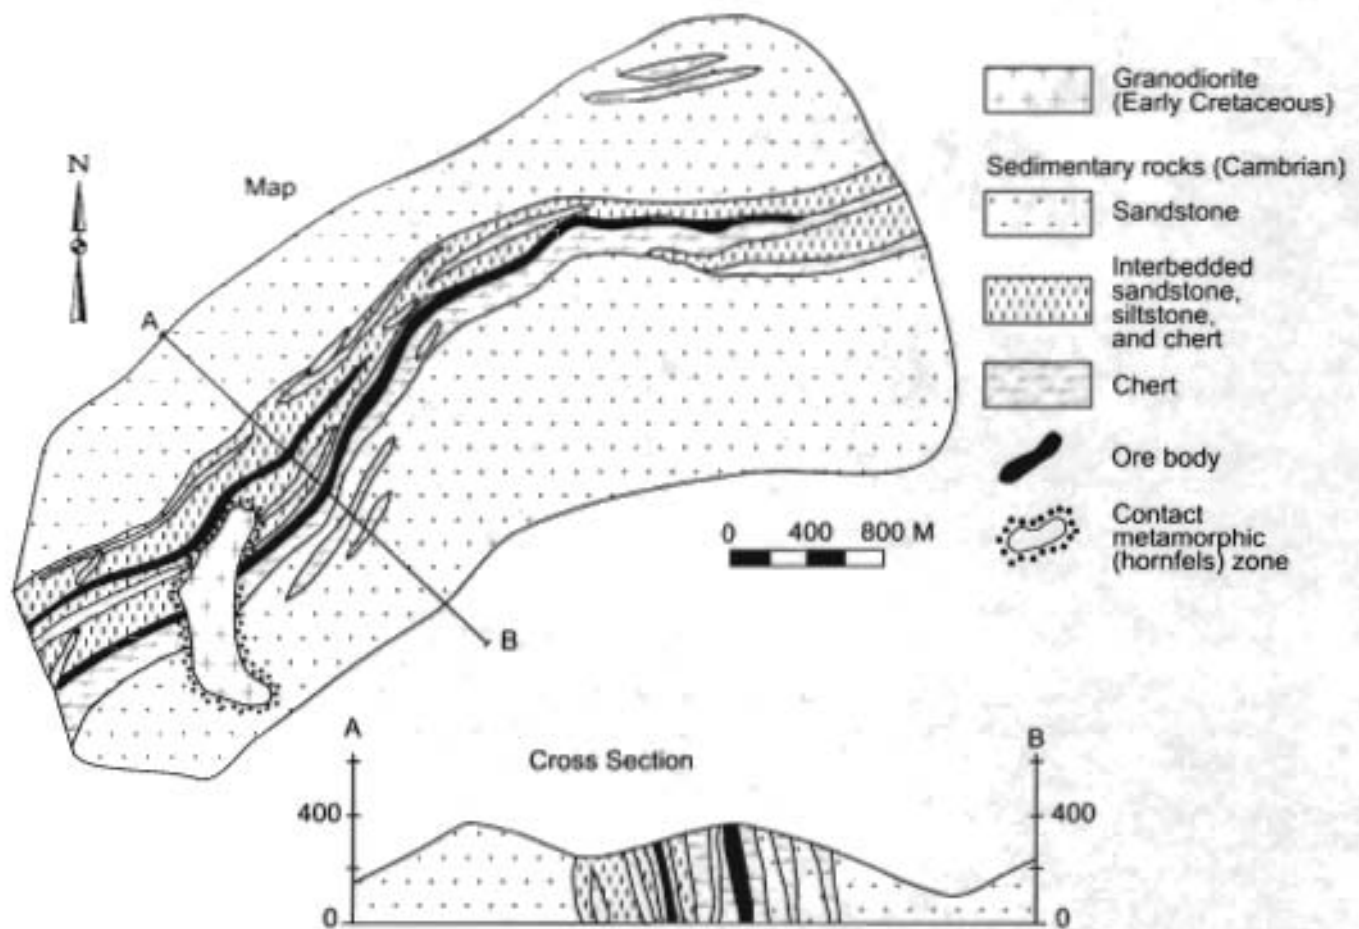 N
Map
A
B
0 400 800 M
Granodiorite
(Early Cretaceous)
Sedimentary rocks (Cambrian)
Sandstone
Interbedded
sandstone,
siltstone,
and chert
Chert
Ore body
Contact
metamorphic
(hornfels) zone
A
B
Cross Section
400
400
0
0